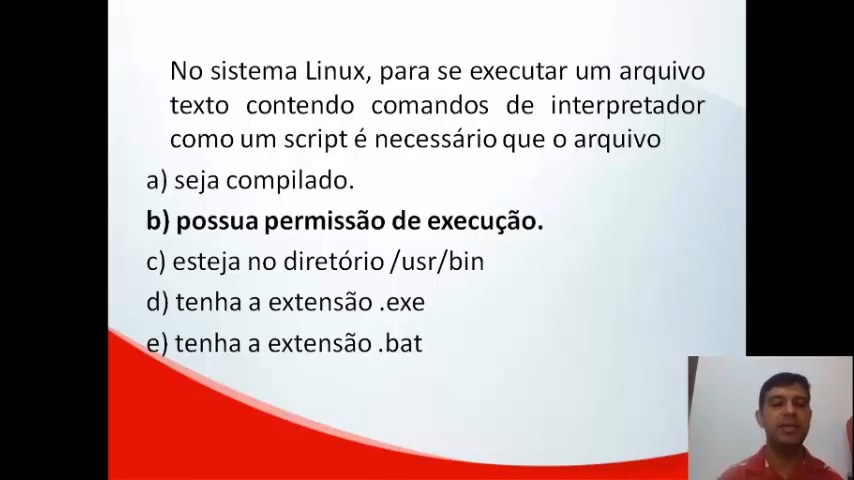 No sistema Linux, para se executar um arquivo
texto contendo comandos de interpretador
como um script é necessário que o arquivo
a) seja compilado.
b) possua permissão de execução.
c) esteja no diretório /usr/bin
d) tenha a extensão .exe
e) tenha a extensão .bat